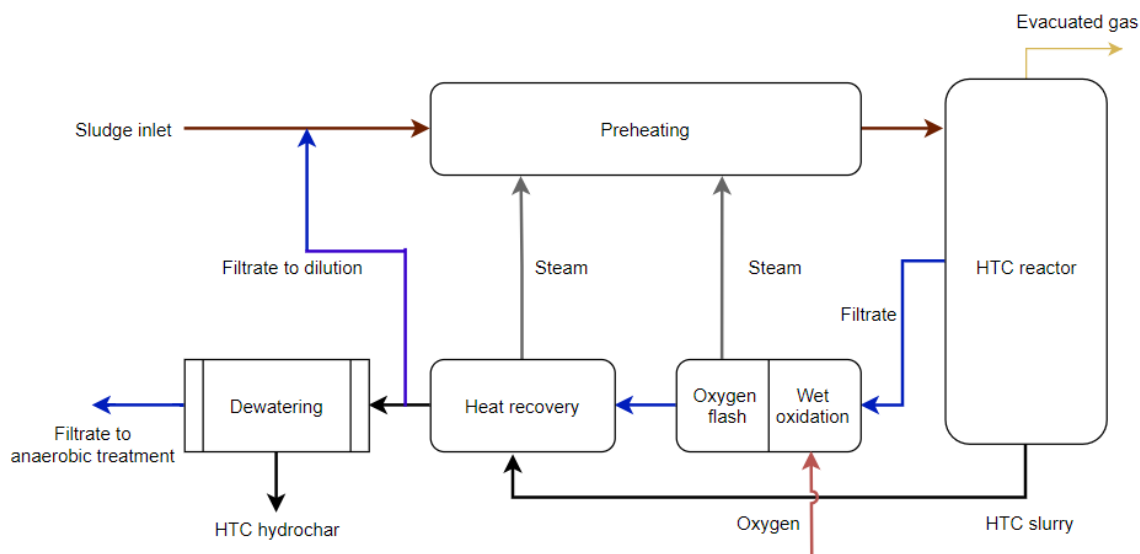 Evacuated gas
Sludge inlet
Preheating
Filtrate to dilution
Steam
Steam
HTC reactor
Filtrate
Dewatering
Heat recovery
Oxygen
flash
Wet
oxidation
Filtrate to
anaerobic treatment
HTC hydrochar
Oxygen
HTC slurry